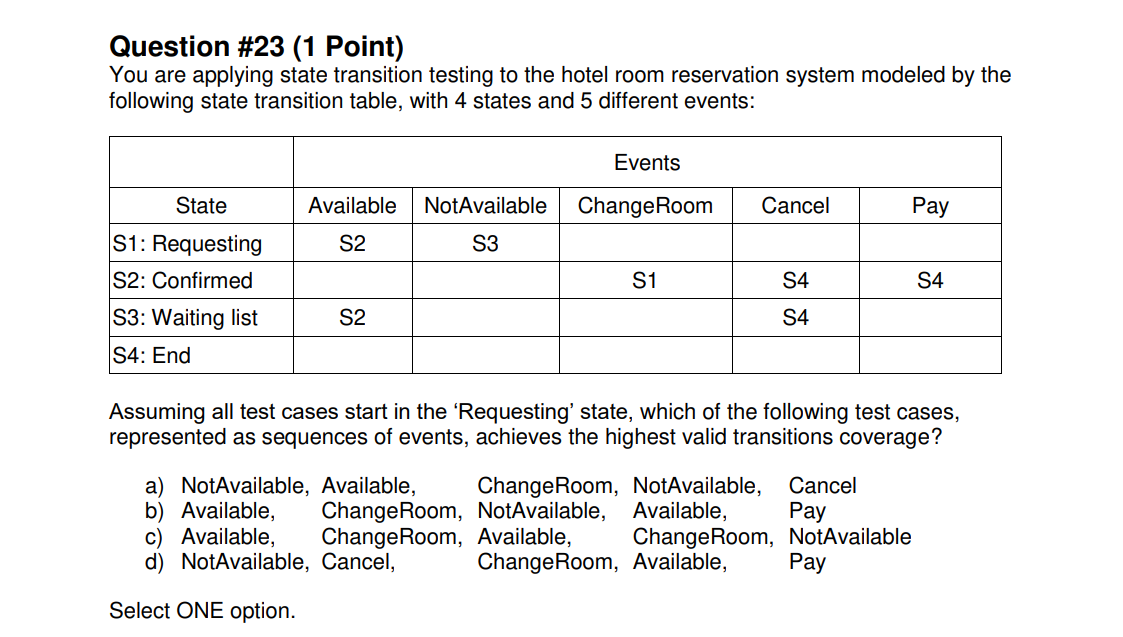 Question #23 (1 Point)
You are applying state transition testing to the hotel room reservation system modeled by the
following state transition table, with 4 states and 5 different events:
Events
State Available NotAvailable ChangeRoom Cancel Pay
S1: Requesting S2 S3
S2: Confirmed S1 S4 S4
S3: Waiting list S2 S4
S4: End
Assuming all test cases start in the ‘Requesting’ state, which of the following test cases,
represented as sequences of events, achieves the highest valid transitions coverage?
a) NotAvailable, Available, ChangeRoom, NotAvailable, Cancel
b) Available, ChangeRoom, NotAvailable, Available, Pay
c) Available, ChangeRoom, Available, ChangeRoom, NotAvailable
d) NotAvailable, Cancel, ChangeRoom, Available, Pay
Select ONE option.